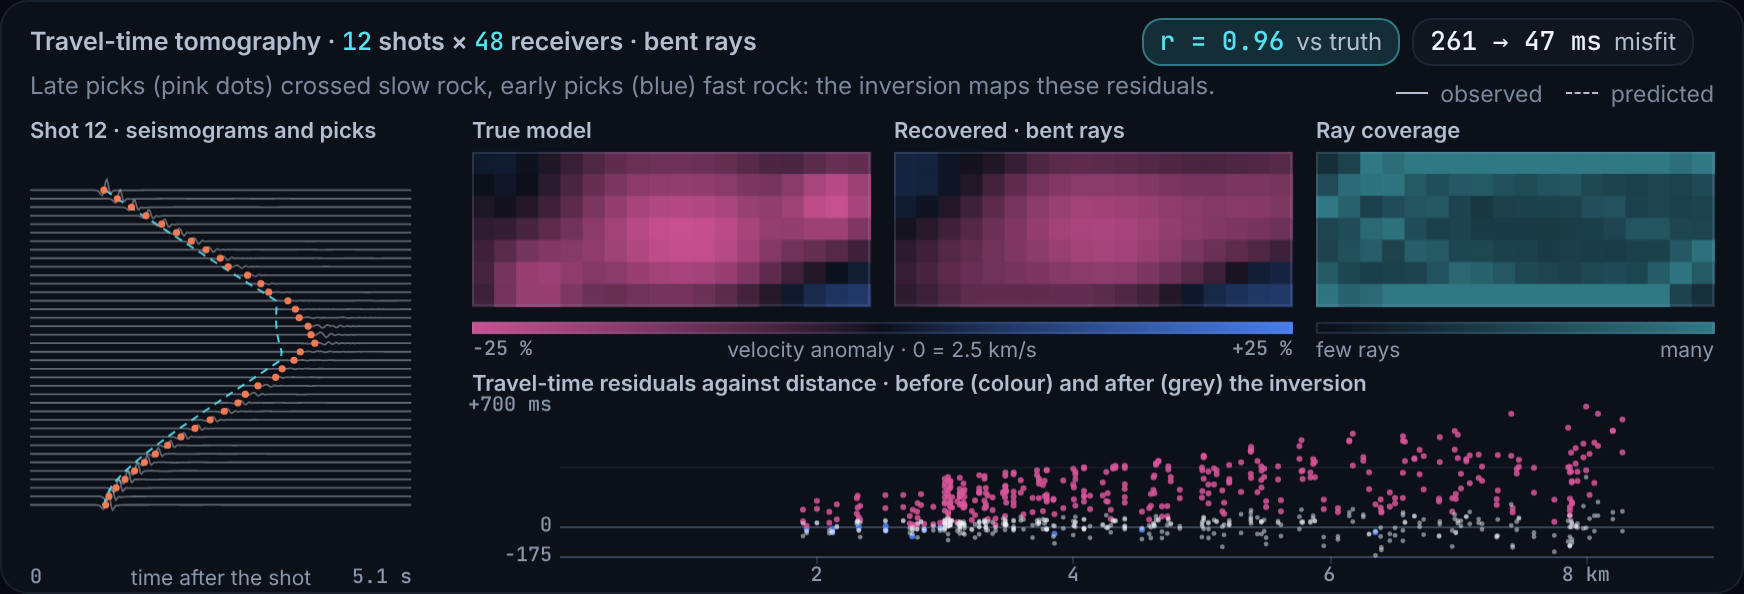 Travel-time tomography · 12 shots × 48 receivers · bent rays
r = 0.96 vs truth
261 → 47 ms misfit
Late picks (pink dots) crossed slow rock, early picks (blue) fast rock: the inversion maps these residuals.
observed
predicted
Shot 12 · seismograms and picks
True model
Recovered · bent rays
Ray coverage
-25 %
velocity anomaly · 0 = 2.5 km/s
+25 %
few rays
many
Travel-time residuals against distance · before (colour) and after (grey) the inversion
+700 ms
0
-175
2
4
6
8 km
0
time after the shot
5.1 s